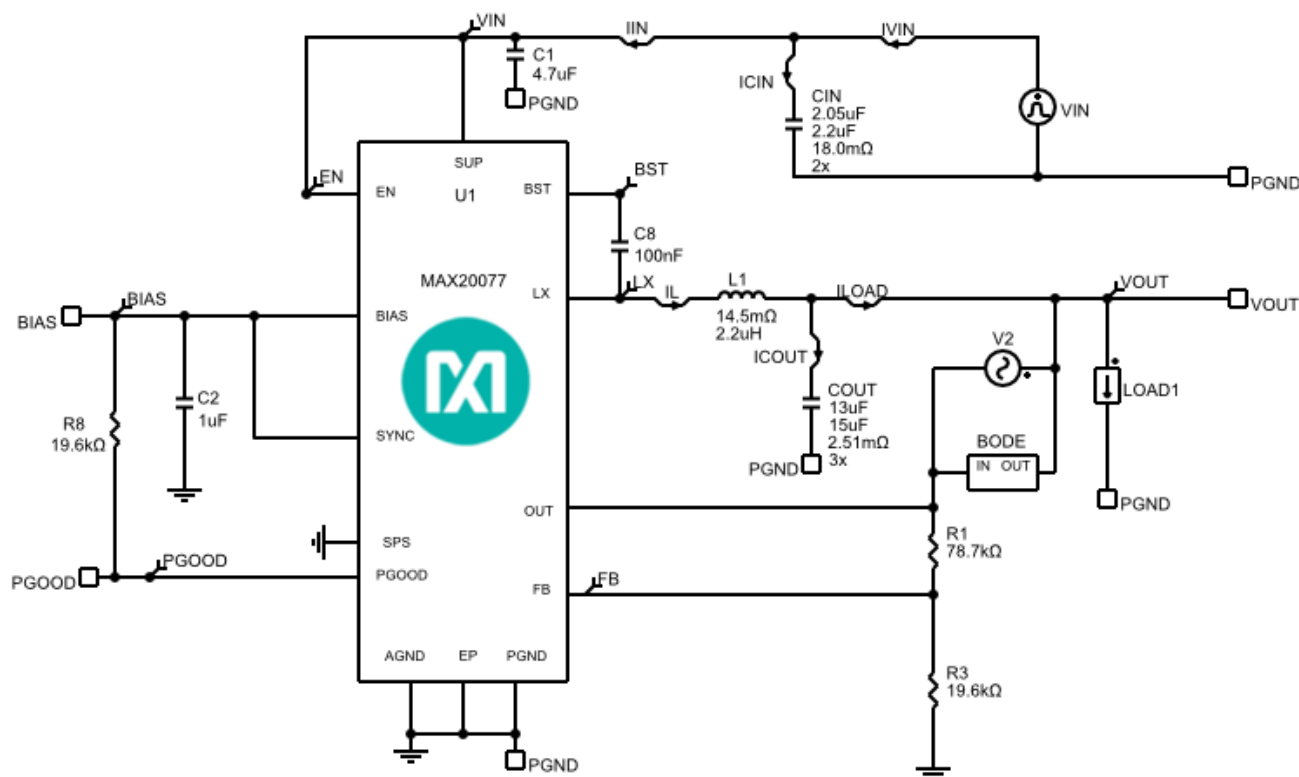 VIN
IIN
IVIN
C1
4.7uF
PGND
ICIN
CIN
2.05uF
2.2uF
18.0mΩ
2x
VIN
PGND
EN
EN
SUP
U1
BST
BST
C8
100nF
MAX20077
LX
LX
IL
L1
14.5mΩ
2.2uH
ILOAD
VOUT
VOUT
BIAS
BIAS
BIAS
ICOUT
COUT
13uF
15uF
2.51mΩ
3x
PGND
V2
LOAD1
PGND
BODE
IN OUT
R8
19.6kΩ
C2
1uF
SYNC
OUT
R1
78.7kΩ
SPS
PGOOD
PGOOD
PGOOD
FB
FB
AGND
EP
PGND
R3
19.6kΩ
PGND